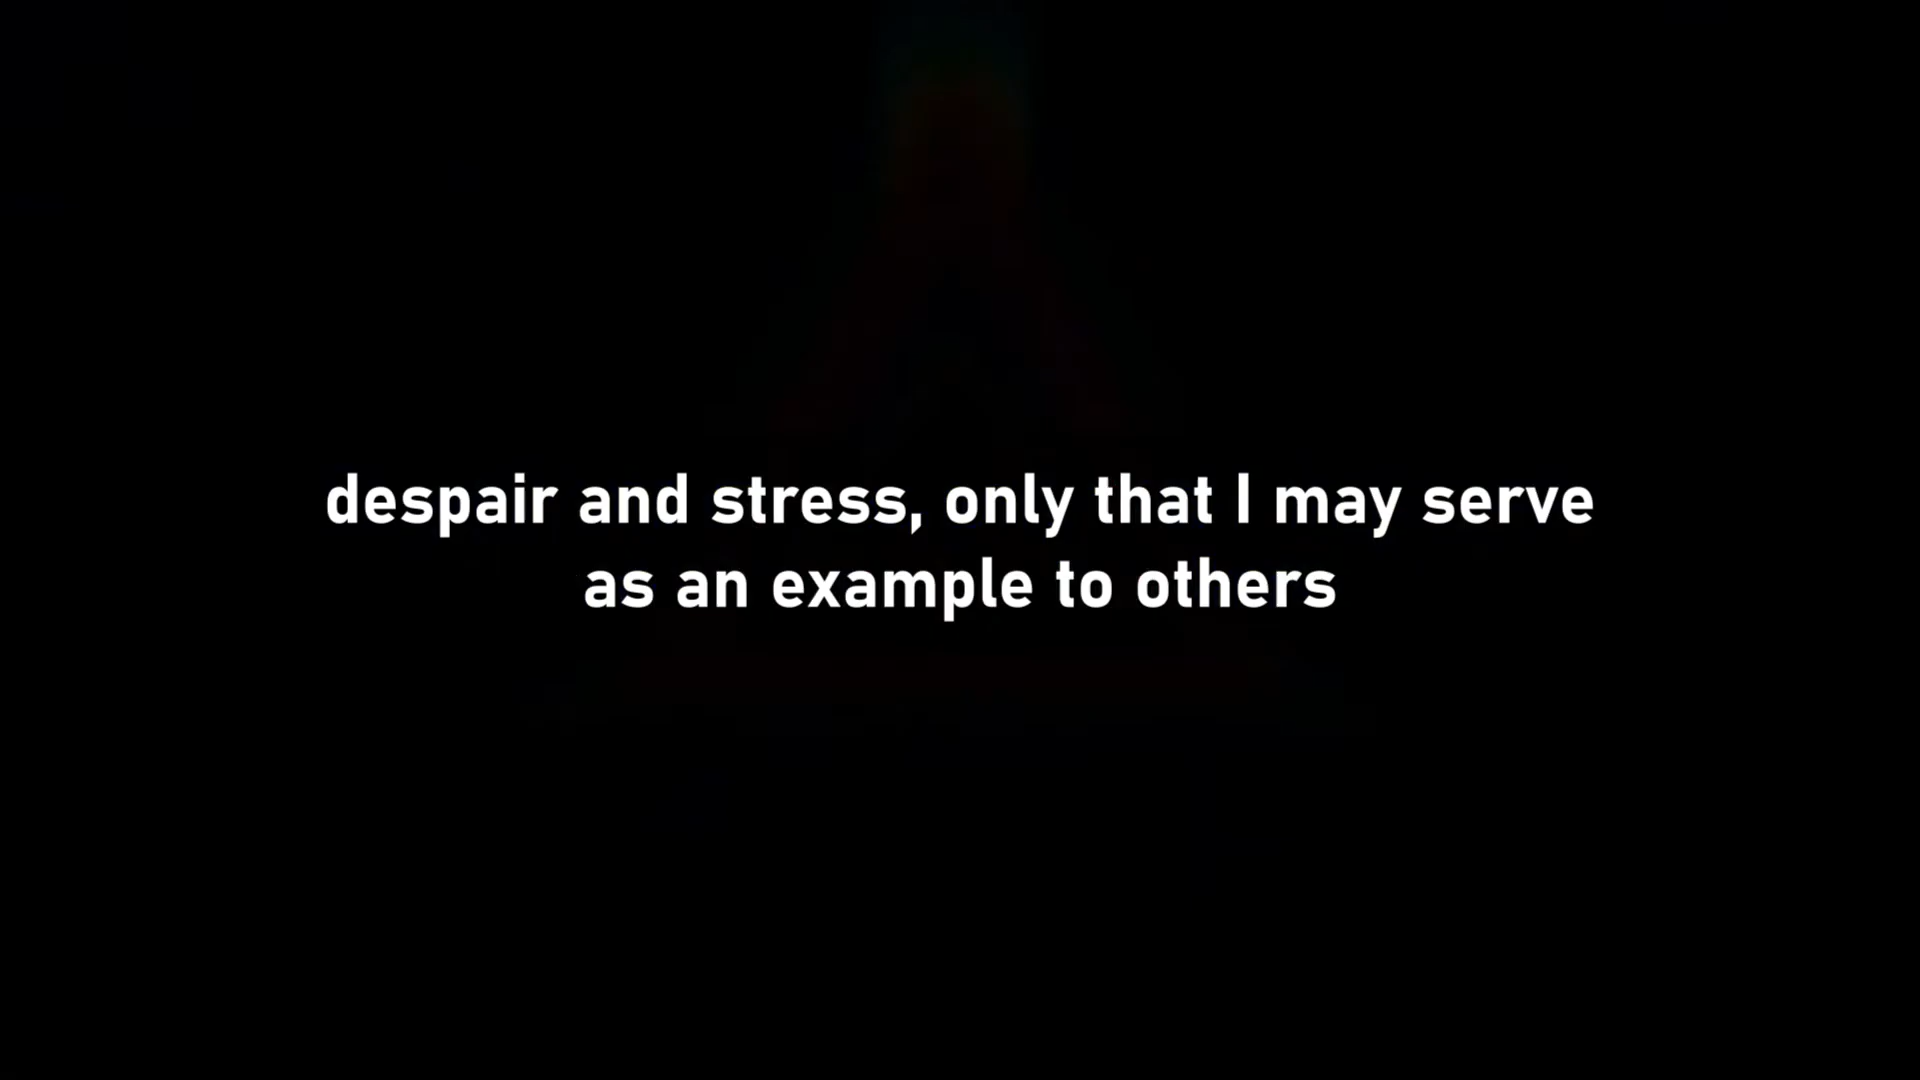 despair and stress, only that I may serve
as an example to others